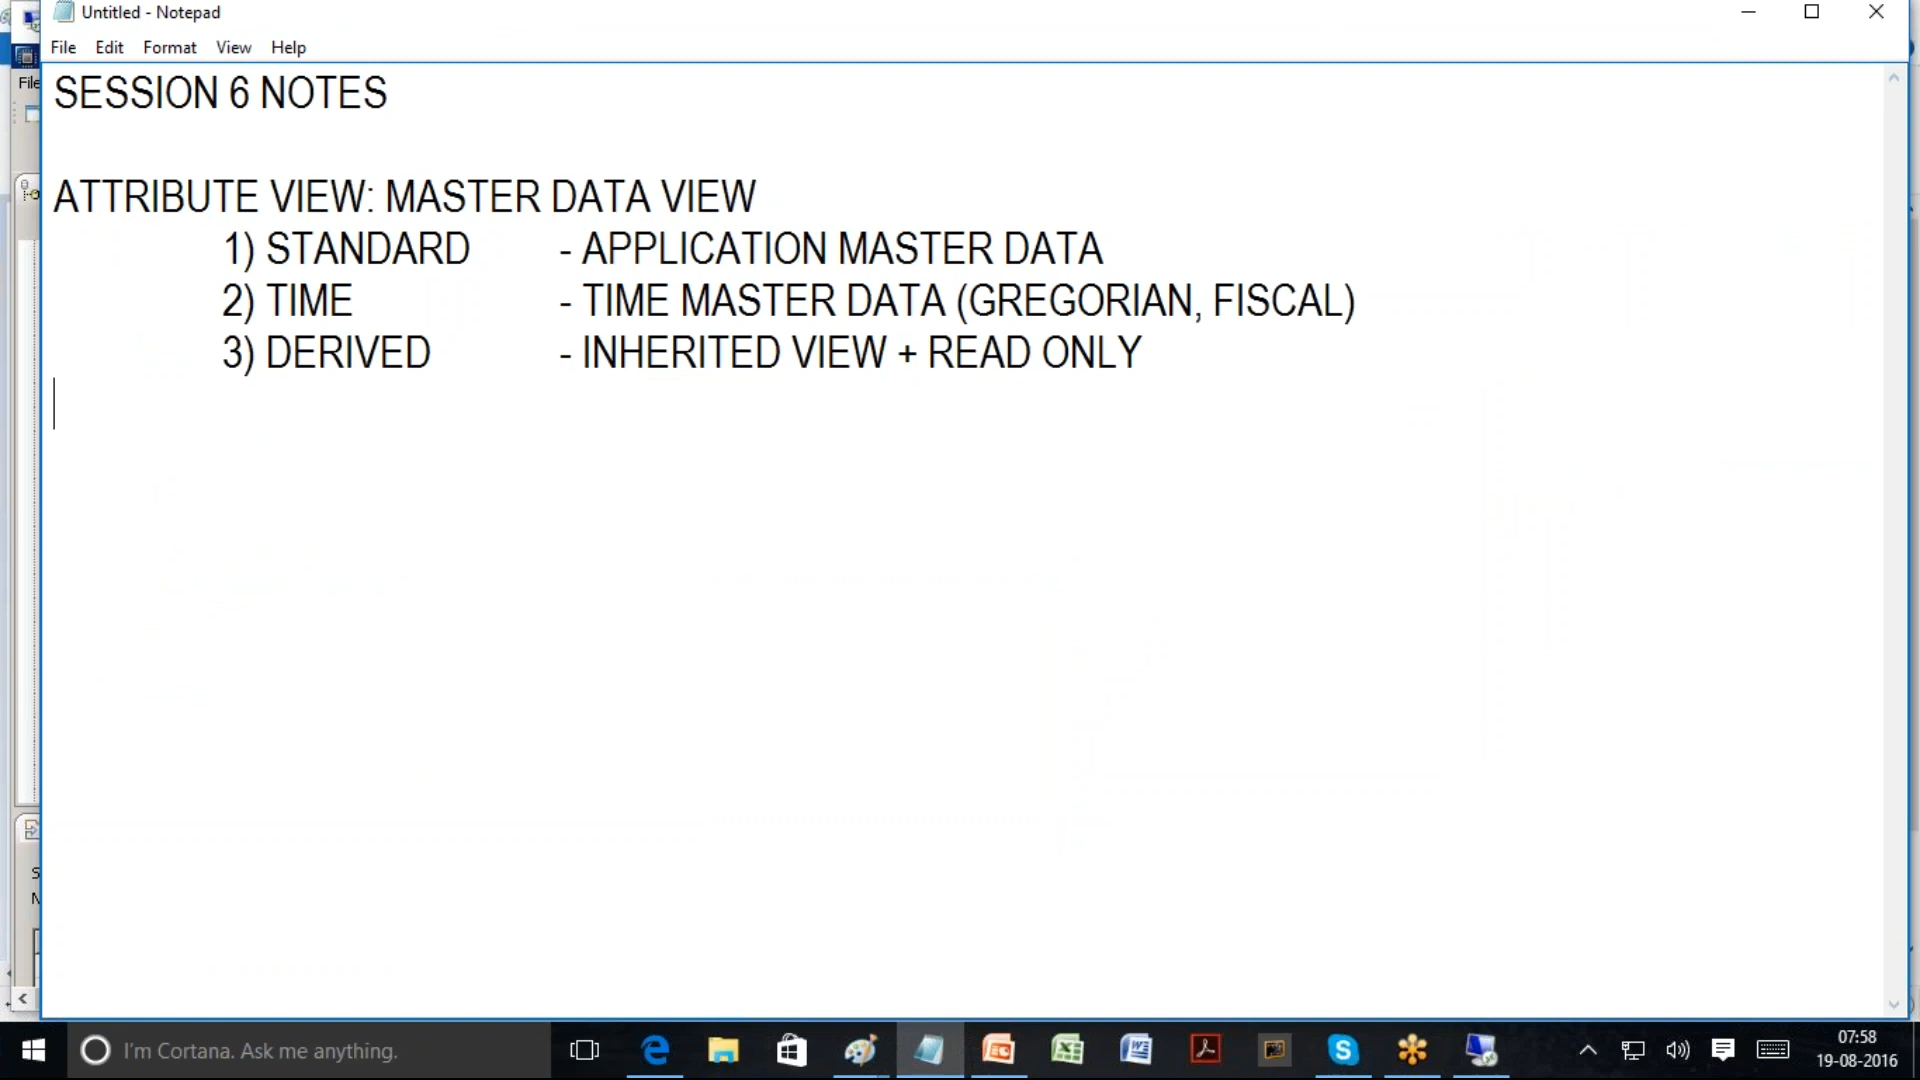 Untitled - Notepad
File Edit Format View Help
File
SESSION 6 NOTES
ATTRIBUTE VIEW: MASTER DATA VIEW
1) STANDARD - APPLICATION MASTER DATA
2) TIME - TIME MASTER DATA (GREGORIAN, FISCAL)
3) DERIVED - INHERITED VIEW + READ ONLY
I'm Cortana. Ask me anything.
07:58
19-08-2016